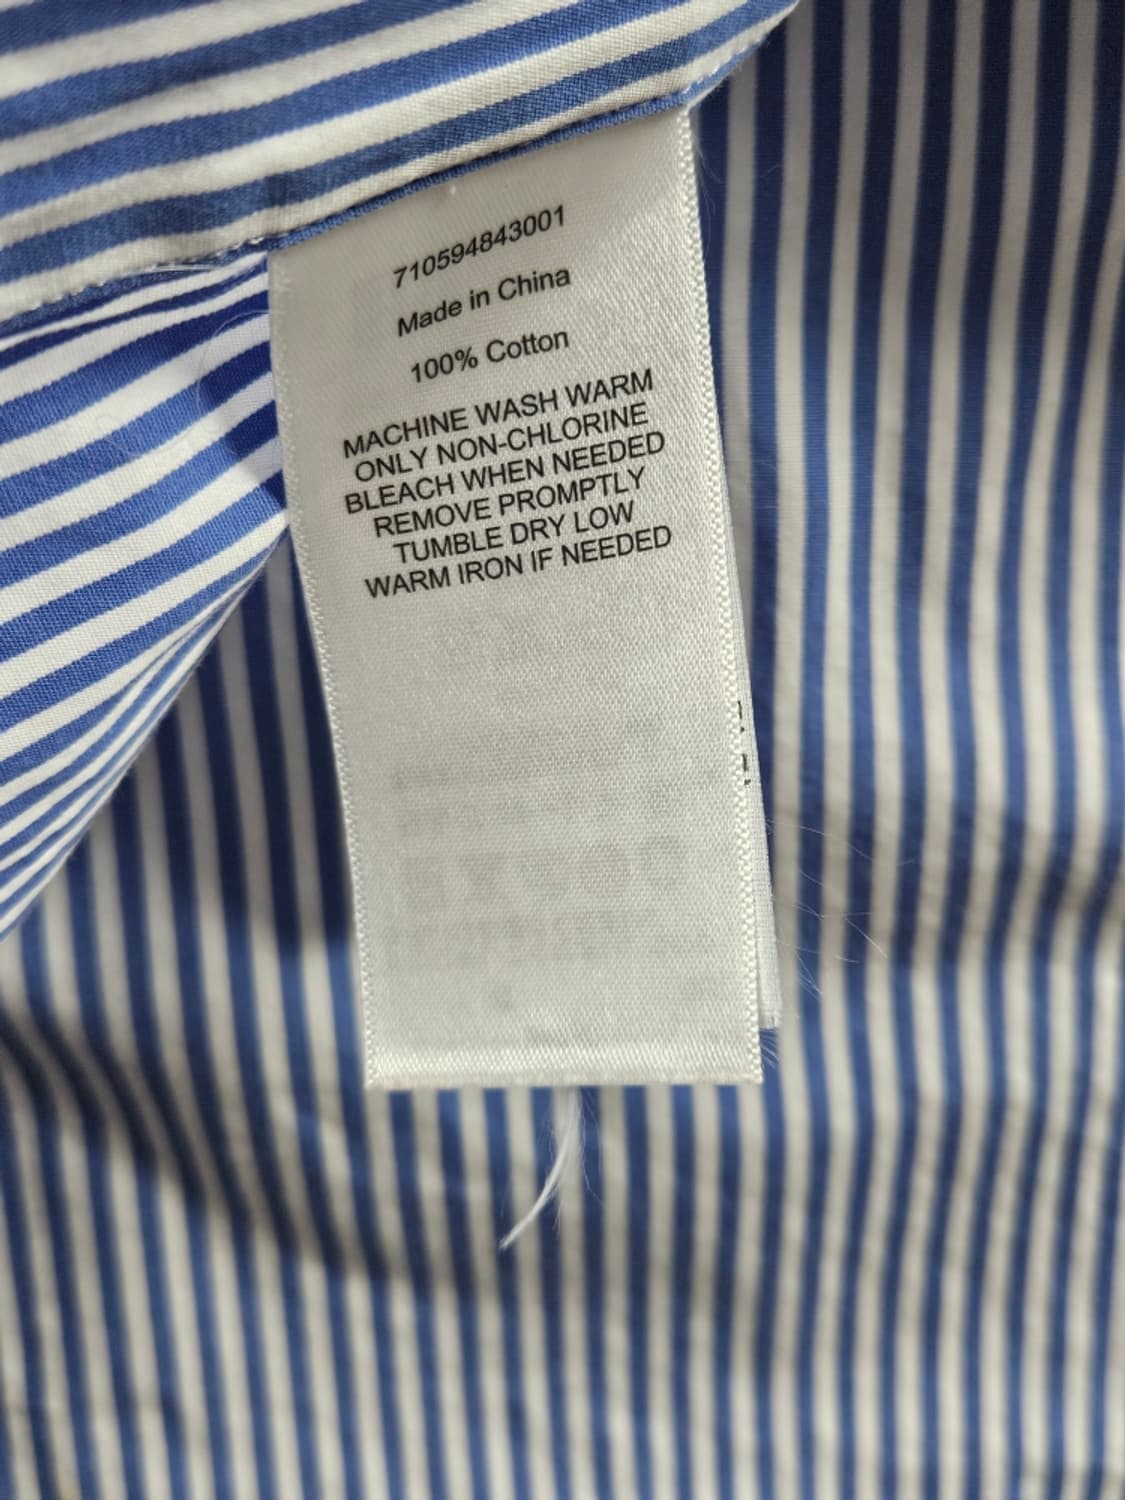 710594843001
Made in China
100% Cotton
MACHINE WASH WARM
ONLY NON-CHLORINE
BLEACH WHEN NEEDED
REMOVE PROMPTLY
TUMBLE DRY LOW
WARM IRON IF NEEDED